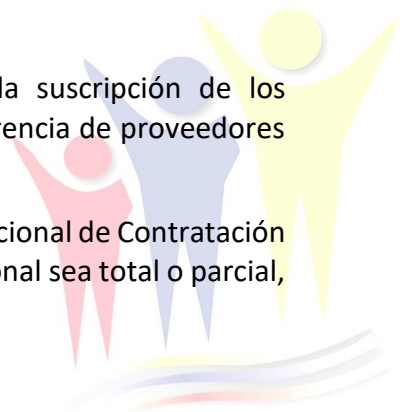 la suscripción de los
rencia de proveedores
cional de Contratación
onal sea total o parcial,